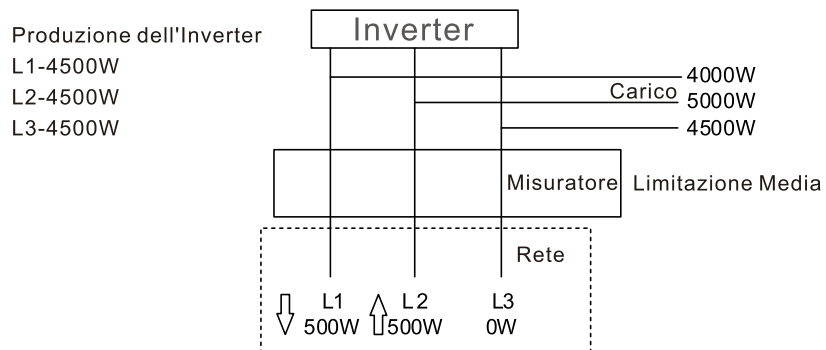 Inverter
Produzione dell'Inverter
L1-4500W
L2-4500W
L3-4500W
4000W
Carico
5000W
4500W
Misuratore
Limitazione Media
Rete
L1
L2
L3
500W
500W
0W